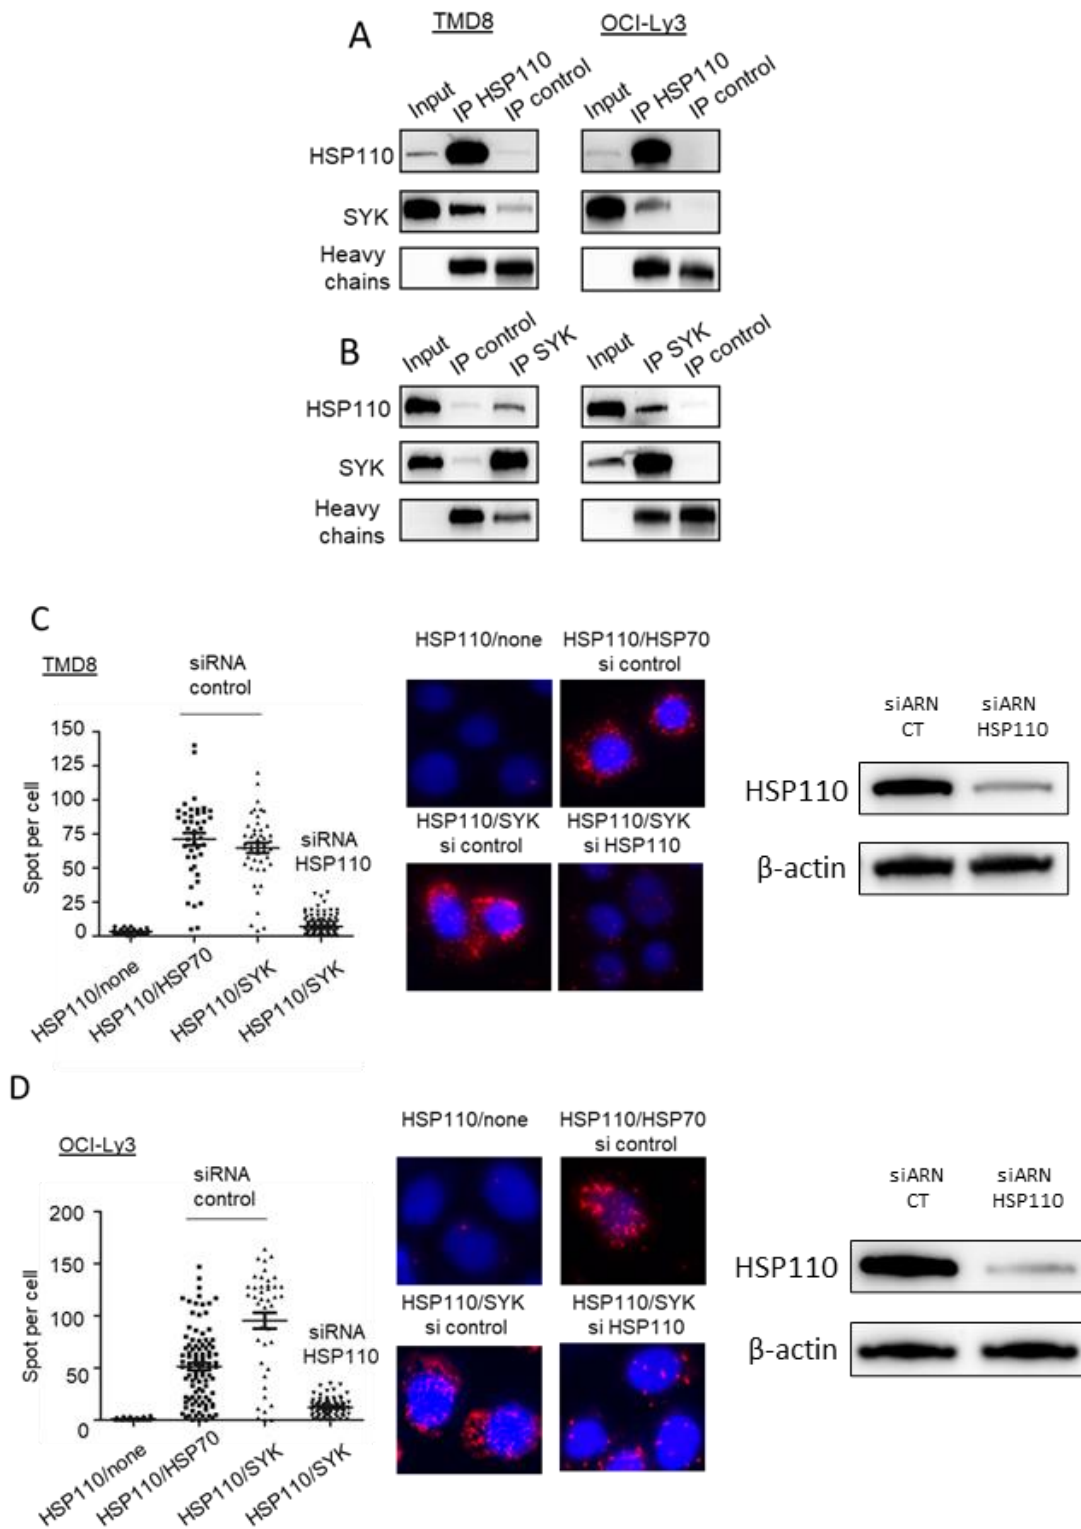 A
TMD8
OCI-Ly3
Input
IP HSP110
IP control
Input
IP HSP110
IP control
HSP110
SYK
Heavy
chains
B
Input
IP control
IP SYK
Input
IP SYK
IP control
HSP110
SYK
Heavy
chains
C
TMD8
siRNA
control
150
125
100
75
50
25
0
Spot per cell
siRNA
HSP110
HSP110/none
HSP110/HSP70
HSP110/SYK
HSP110/SYK
HSP110/none
HSP110/HSP70
si control
HSP110/SYK
si control
HSP110/SYK
si HSP110
siARN
CT
siARN
HSP110
HSP110
β-actin
D
OCI-Ly3
siRNA
control
200
150
100
50
0
Spot per cell
siRNA
HSP110
HSP110/none
HSP110/HSP70
HSP110/SYK
HSP110/SYK
HSP110/none
HSP110/HSP70
si control
HSP110/SYK
si control
HSP110/SYK
si HSP110
siARN
CT
siARN
HSP110
HSP110
β-actin